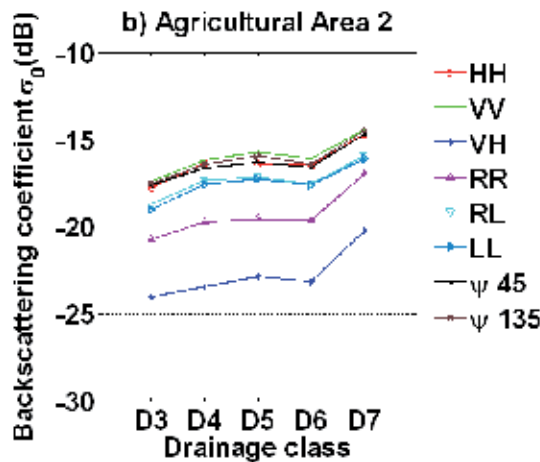 b) Agricultural Area 2
Backscattering coefficient σ0(dB)
-10
-15
-20
-25
-30
D3 D4 D5 D6 D7
Drainage class
HH
VV
VH
RR
RL
LL
ψ 45
ψ 135